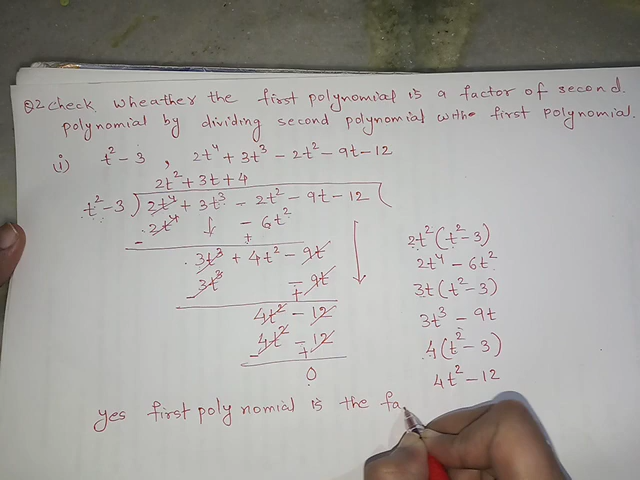 Q2 check wheather the first polynomial is a factor of second.
polynomial by dividing second polynomial withe first polynomial.
i) t² - 3 , 2t⁴ + 3t³ - 2t² - 9t - 12
2t² + 3t + 4
t² - 3 ) 2t⁴ + 3t³ - 2t² - 9t - 12 (
2t⁴ ↓ - 6t²
- +
3t³ + 4t² - 9t
3t³ - 9t
- +
4t² - 12
4t² - 12
- +
0
2t² (t² - 3)
2t⁴ - 6t²
3t (t² - 3)
3t³ - 9t
4 (t² - 3)
4t² - 12
yes first polynomial is the fa